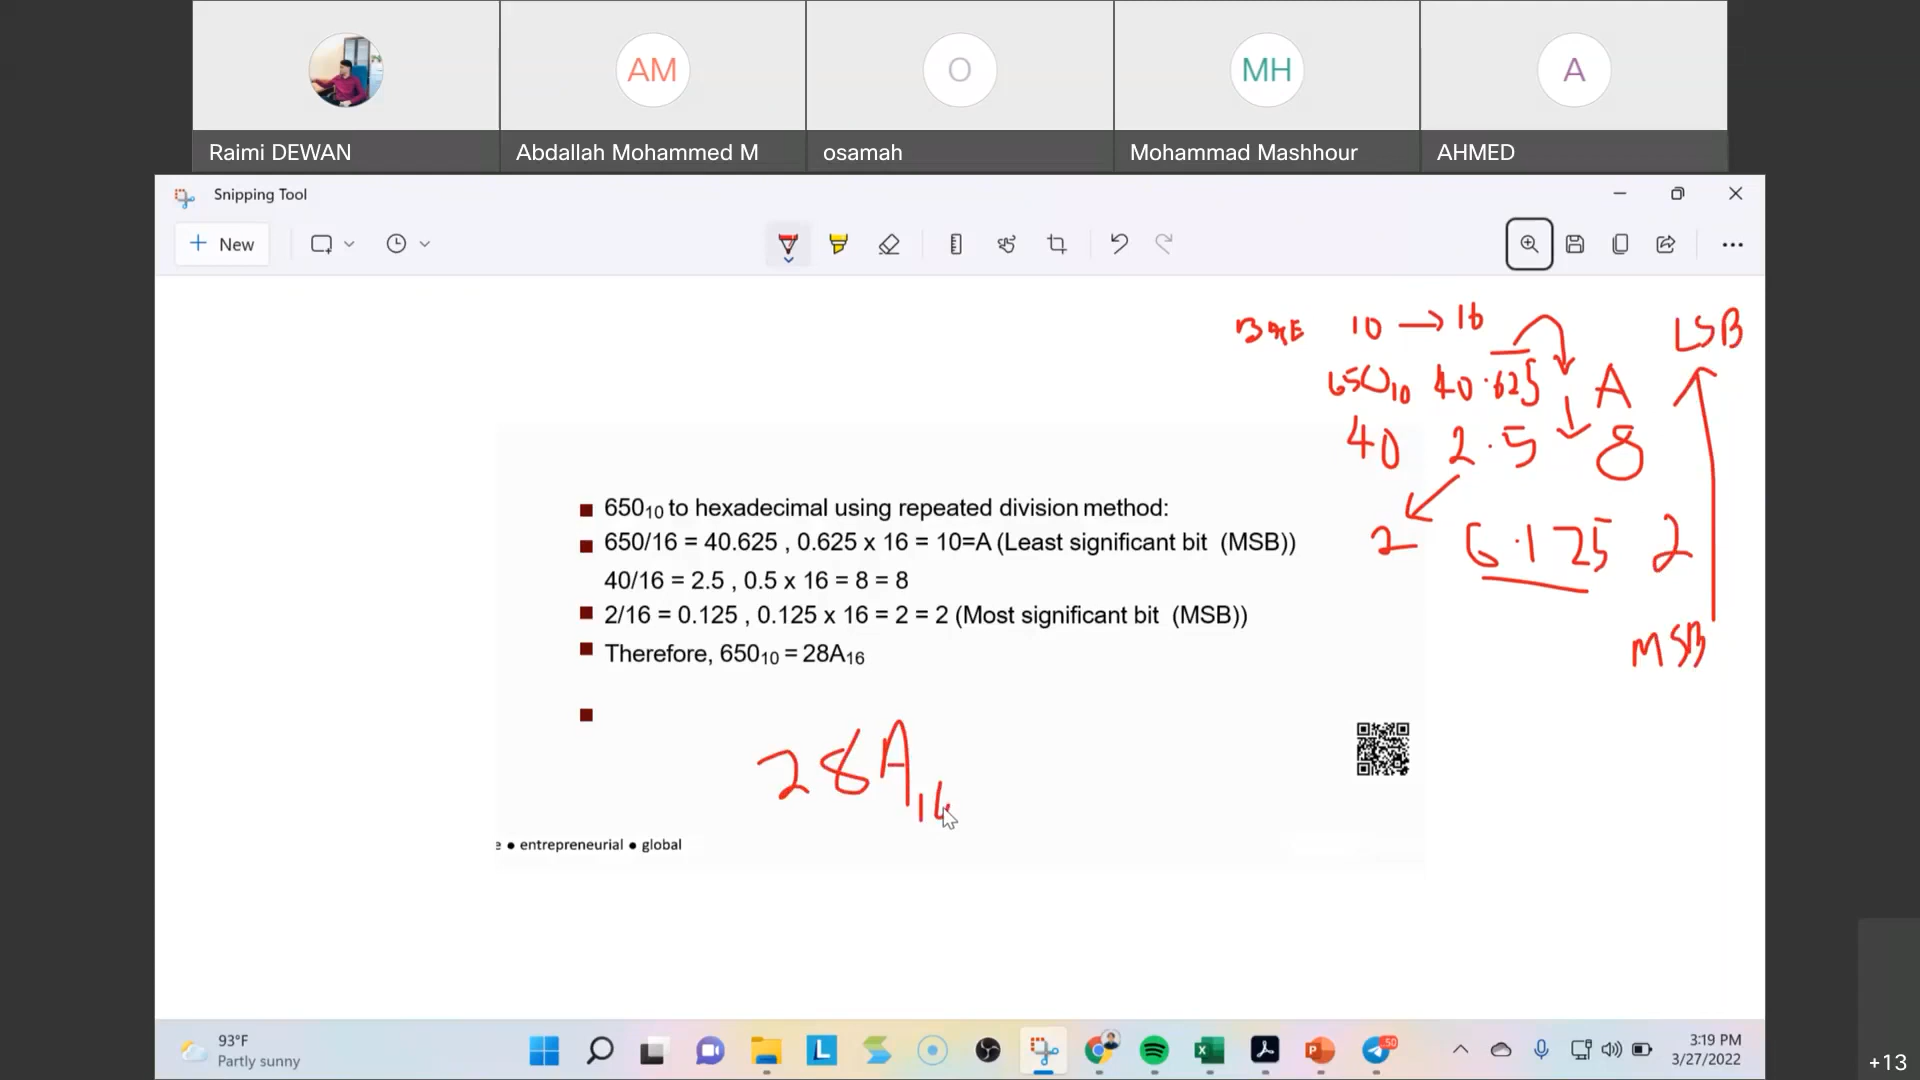 AM
O
MH
A
Raimi DEWAN
Abdallah Mohammed M
osamah
Mohammad Mashhour
AHMED
Snipping Tool
New
10 → 16
LSB
650₁₀ 40.625 A
40 2.5 8
650₁₀ to hexadecimal using repeated division method:
650/16 = 40.625 , 0.625 x 16 = 10=A (Least significant bit (MSB))
2 0.125 2
40/16 = 2.5 , 0.5 x 16 = 8 = 8
2/16 = 0.125 , 0.125 x 16 = 2 = 2 (Most significant bit (MSB))
MSB
Therefore, 650₁₀ = 28A₁₆
28A₁₆
e ● entrepreneurial ● global
93°F
Partly sunny
L
50
3:19 PM
3/27/2022
+13